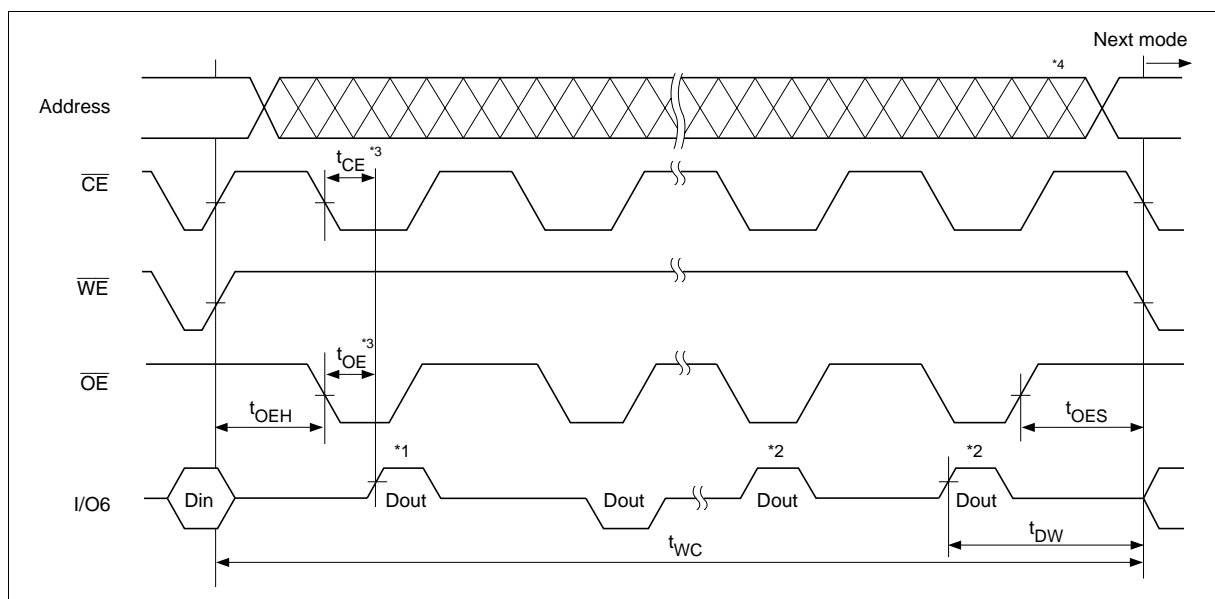 Next mode
*4
Address
tCE *3
CE
WE
tOE *3
OE
tOEH
tOES
*1
*2
*2
I/O6
Din
Dout
Dout
Dout
Dout
tDW
tWC